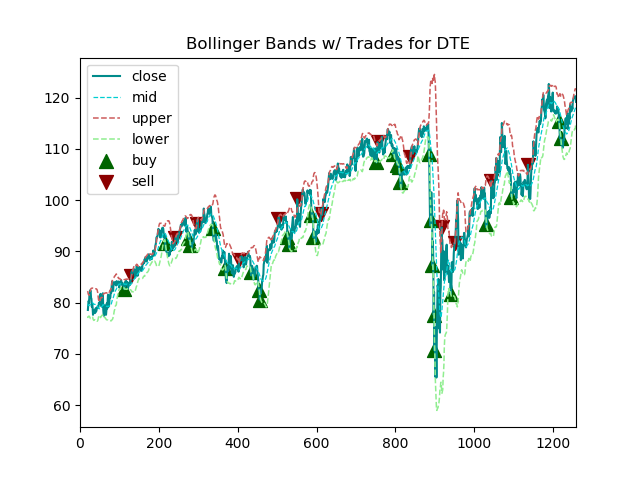 Bollinger Bands w/ Trades for DTE
close
mid
upper
lower
buy
sell
120
110
100
90
80
70
60
0 200 400 600 800 1000 1200